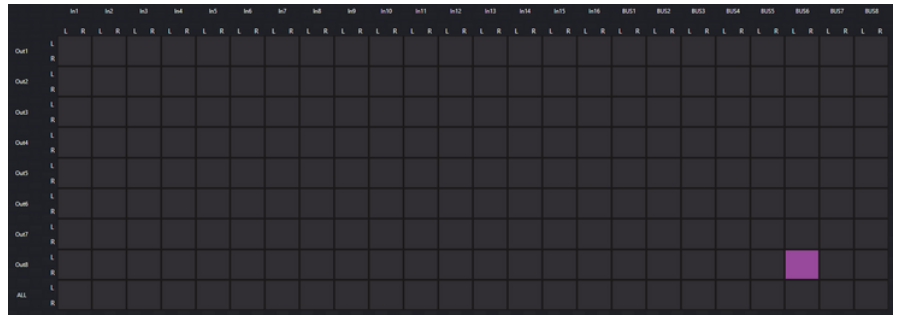 In1 In2 In3 In4 In5 In6 In7 In8 In9 In10 In11 In12 In13 In14 In15 In16 BUS1 BUS2 BUS3 BUS4 BUS5 BUS6 BUS7 BUS8
L R L R L R L R L R L R L R L R L R L R L R L R L R L R L R L R L R L R L R L R L R L R L R L R
Out1 L
R
Out2 L
R
Out3 L
R
Out4 L
R
Out5 L
R
Out6 L
R
Out7 L
R
Out8 L
R
ALL L
R